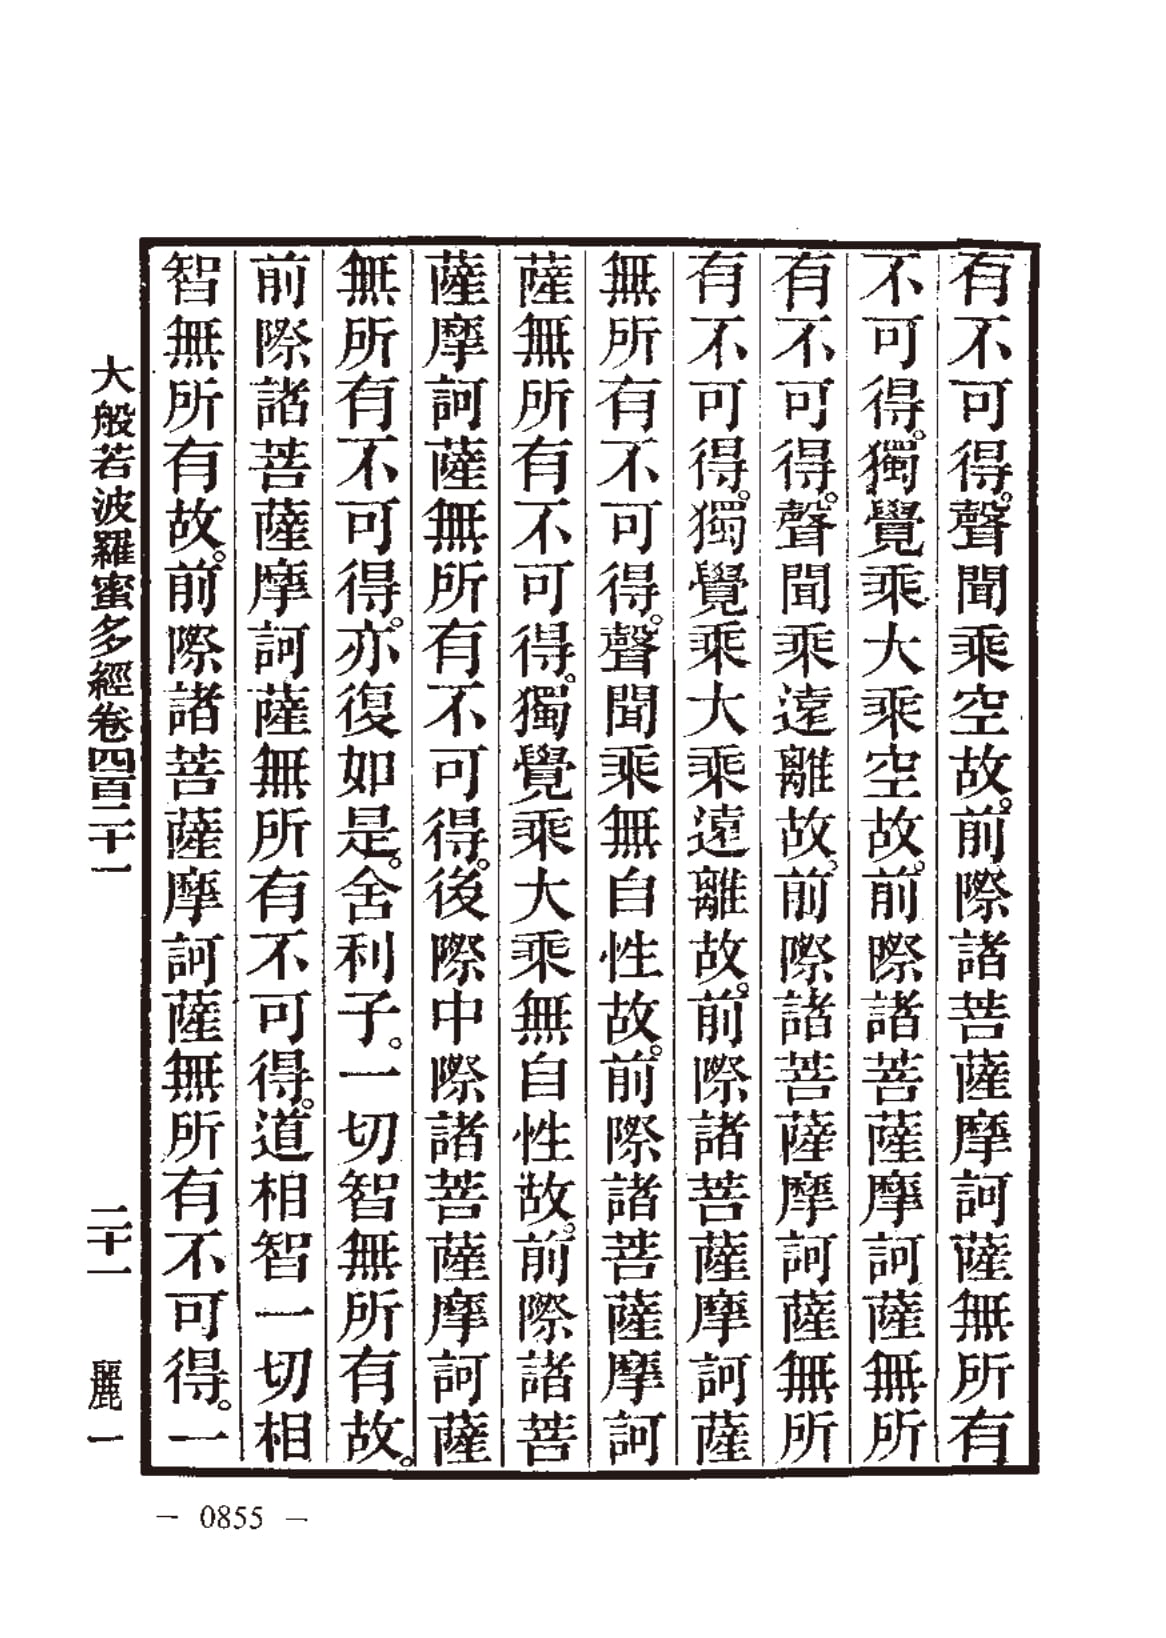 有不可得。聲聞乘空故。前際諸菩薩摩訶薩無所有
不可得。獨覺乘大乘空故。前際諸菩薩摩訶薩無所
有不可得。聲聞乘遠離故。前際諸菩薩摩訶薩無所
有不可得。獨覺乘大乘遠離故。前際諸菩薩摩訶薩
無所有不可得。聲聞乘無自性故。前際諸菩薩摩訶
薩無所有不可得。獨覺乘大乘無自性故。前際諸菩
薩摩訶薩無所有不可得。後際中際諸菩薩摩訶薩
無所有不可得。亦復如是。舍利子。一切智無所有故。
前際諸菩薩摩訶薩無所有不可得。道相智一切相
智無所有故。前際諸菩薩摩訶薩無所有不可得。一
大般若波羅蜜多經卷四百二十一 二十一 麗一
— 0855 —